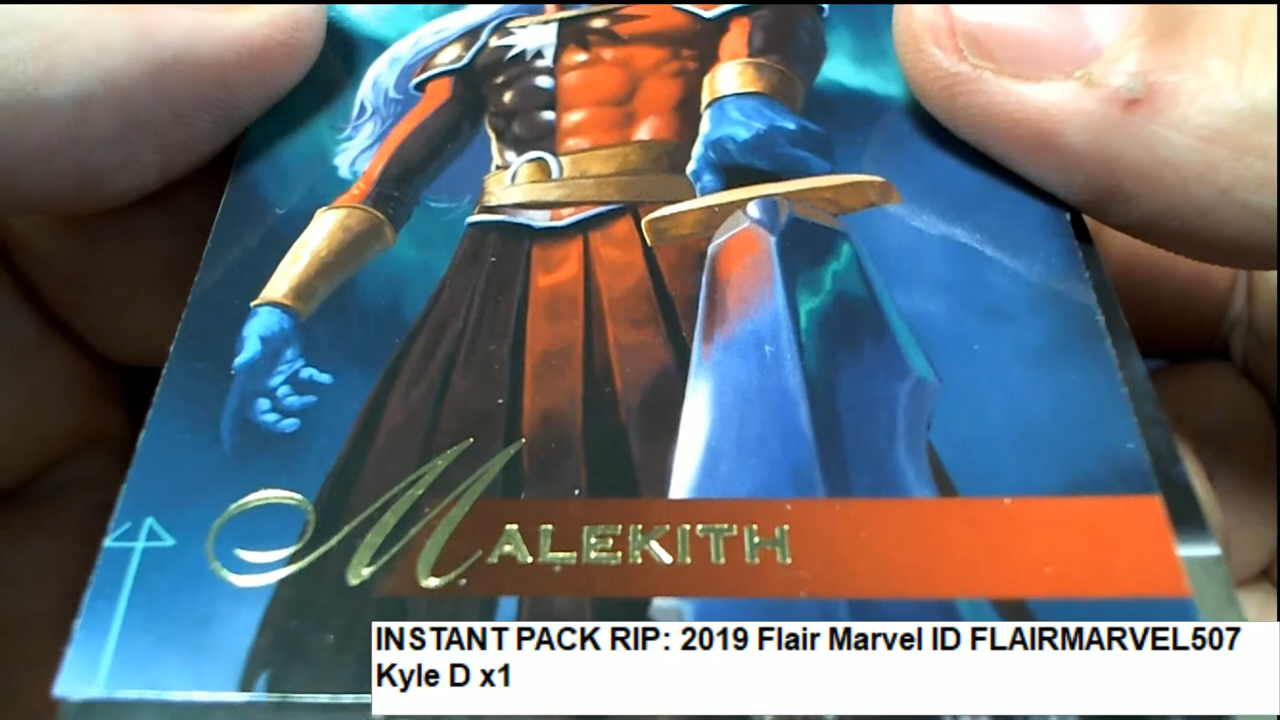 MALEKITH
INSTANT PACK RIP: 2019 Flair Marvel ID FLAIRMARVEL507
Kyle D x1